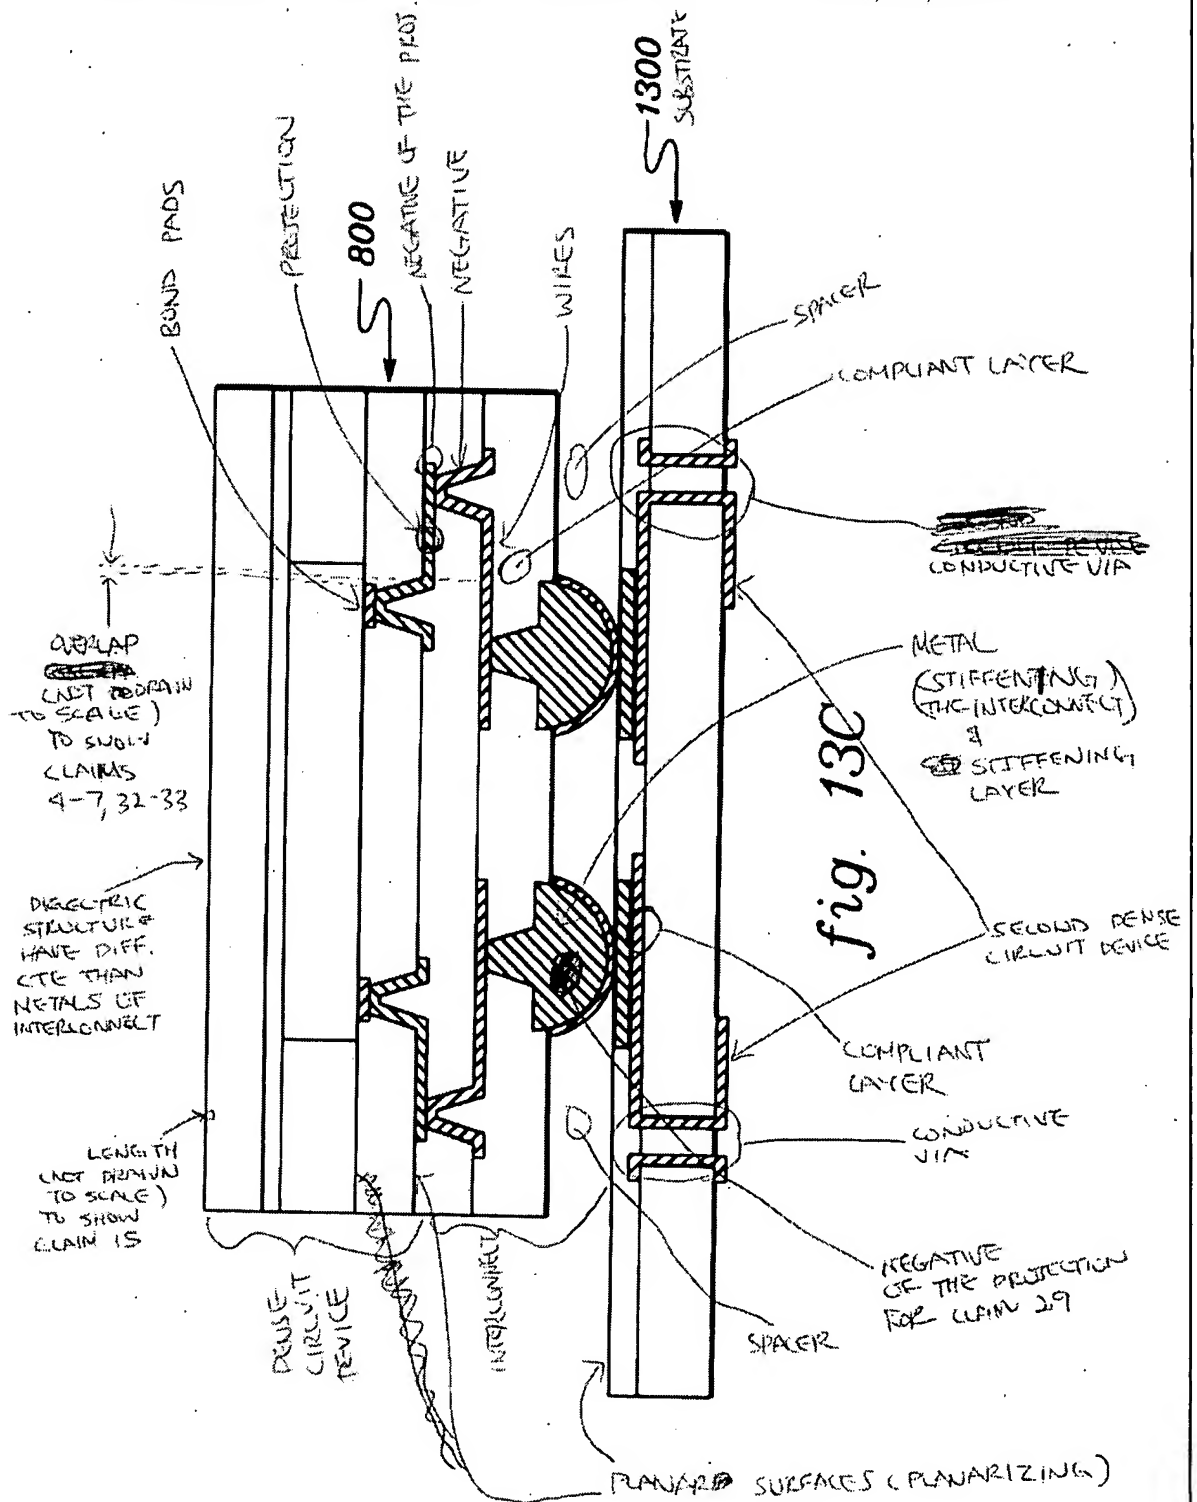 BOND PADS
PROJECTION
800
NEGATIVE OF THE PROJ.
NEGATIVE
WIRES
1300
SUBSTRATE
SPACER
COMPLIANT LAYER
CONDUCTIVE VIA
METAL
(STIFFENING)
(THE INTERCONNECT)
&
STIFFENING
LAYER
fig. 13C
SECOND DENSE
CIRCUIT DEVICE
COMPLIANT
LAYER
CONDUCTIVE
VIA
NEGATIVE
OF THE PROJECTION
FOR CLAIM 29
SPACER
PLANAR SURFACES (PLANARIZING)
INTERCONNECT
DENSE
CIRCUIT
DEVICE
OVERLAP
(NOT DRAIN
TO SCALE)
TO SHOW
CLAIMS
4-7, 32-33
DIELECTRIC
STRUCTURE
HAVE DIFF.
CTE THAN
METALS OF
INTERCONNECT
LENGTH
(NOT DRAWN
TO SCALE)
TO SHOW
CLAIM 15